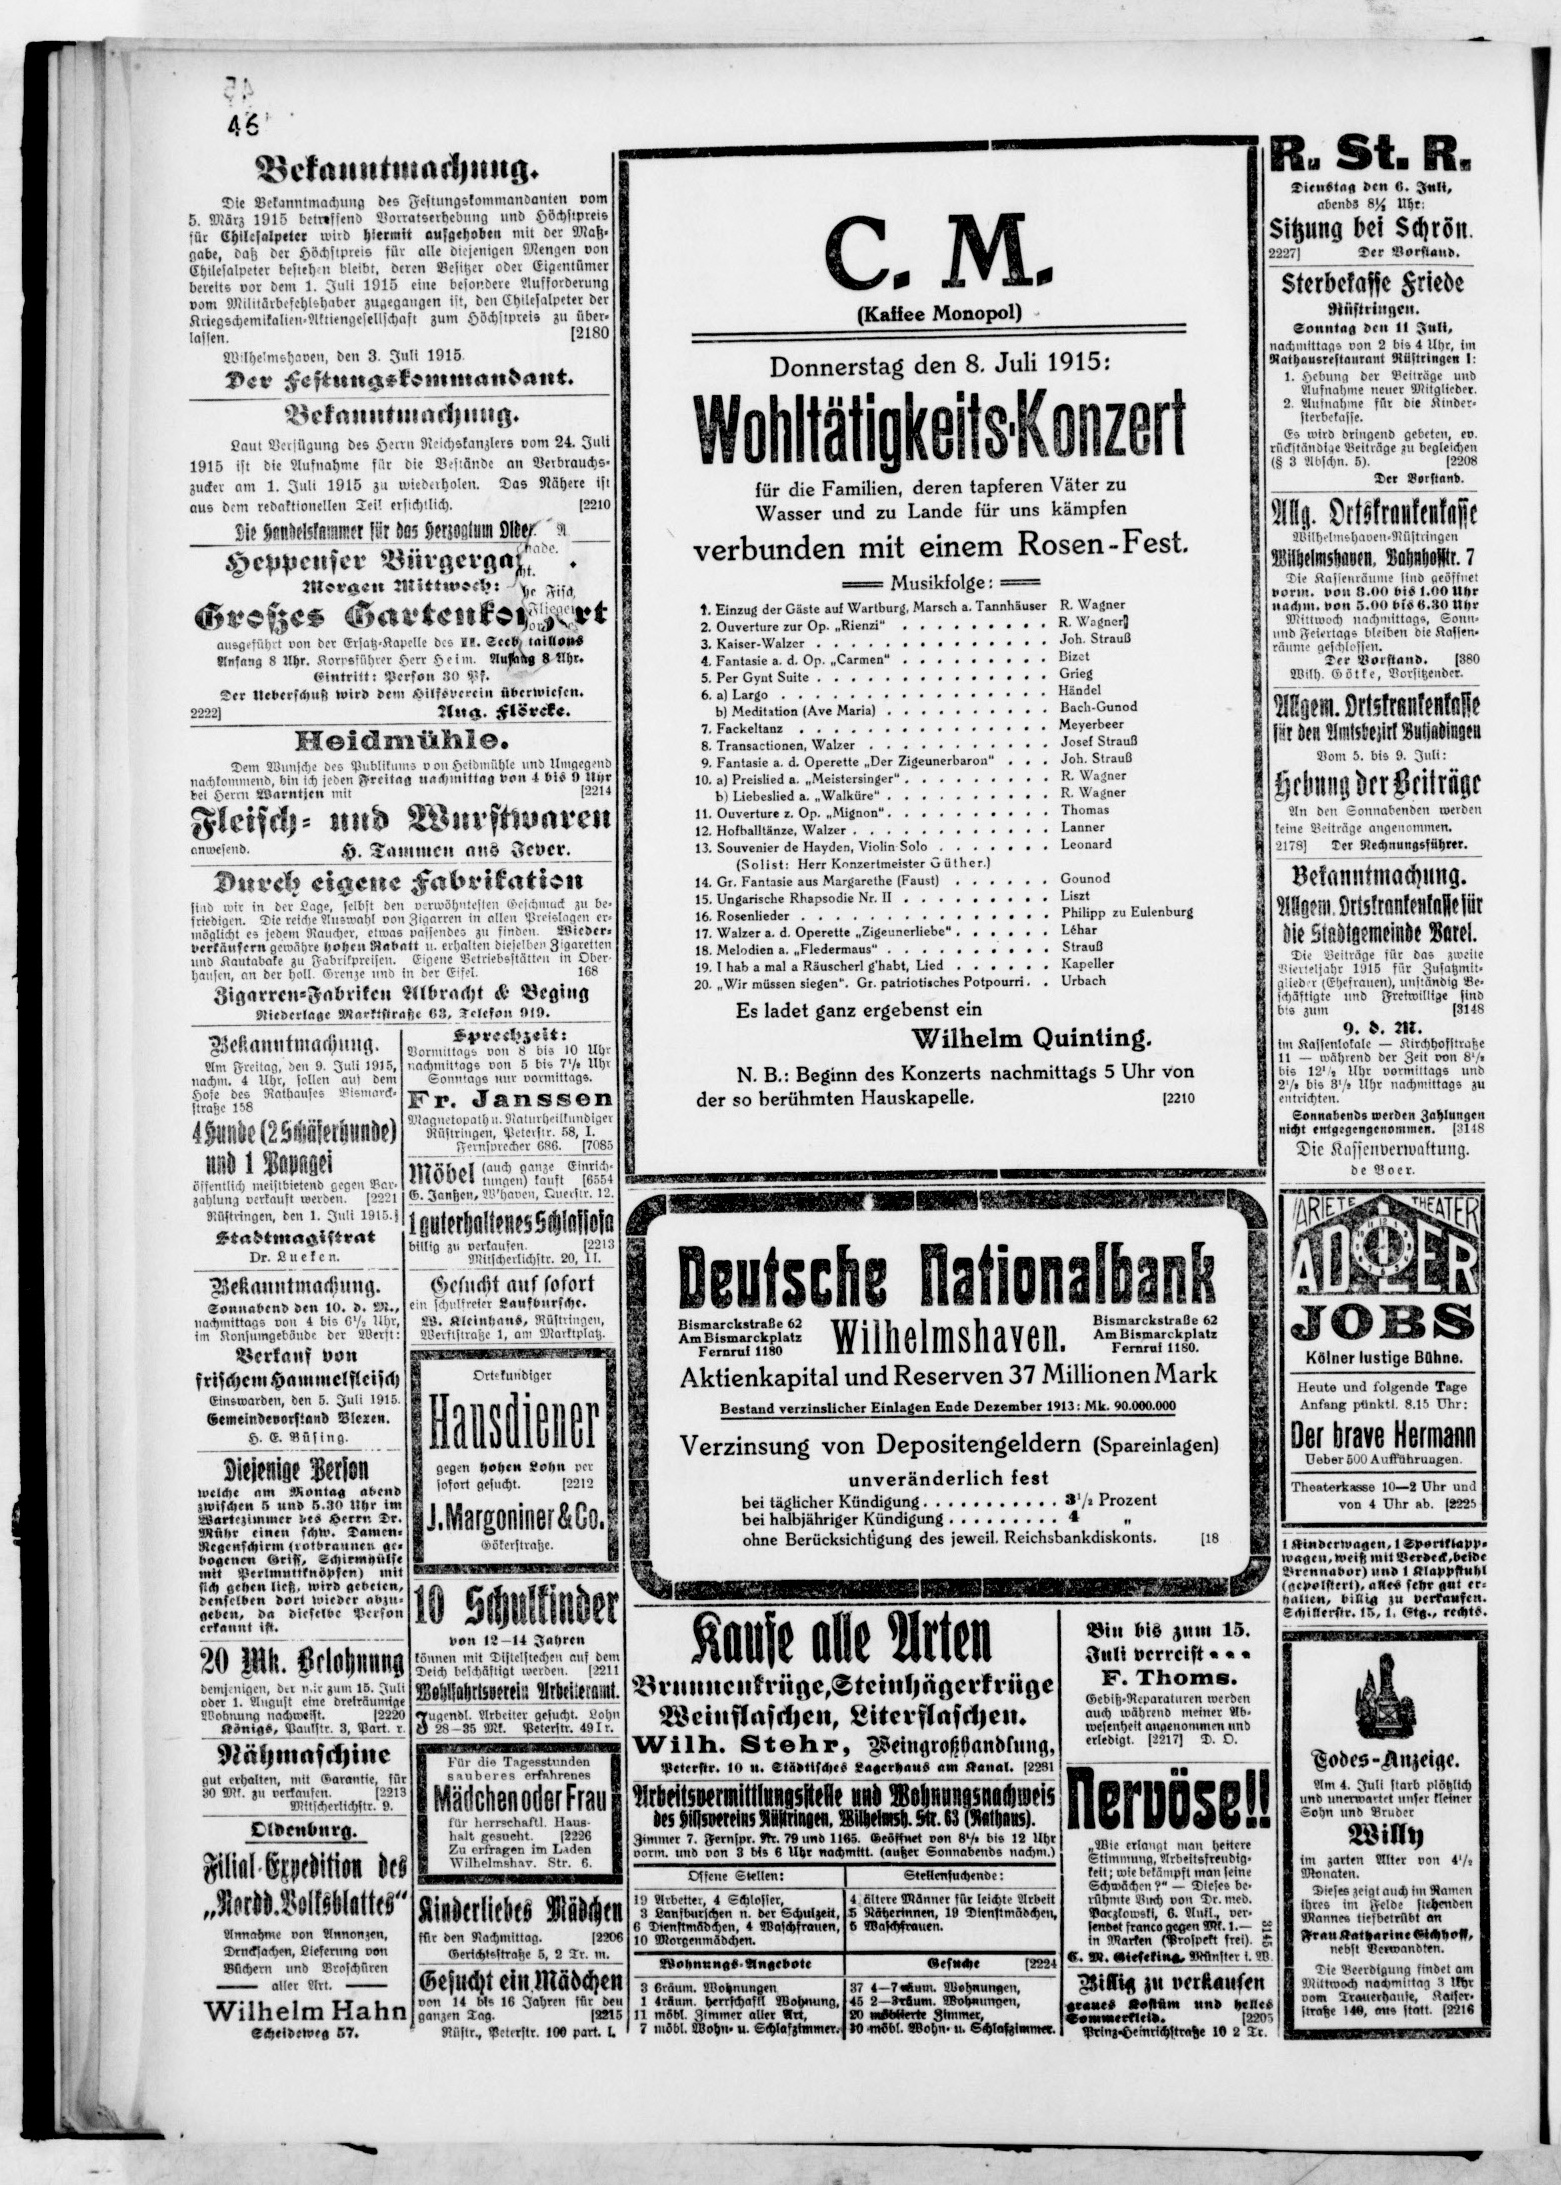 46
Bekanntmachung.
Die Bekanntmachung des Festungskommandanten vom
5. März 1915 betreffend Vorratserhebung und Höchstpreis
für Chilesalpeter wird hiermit aufgehoben mit der Maß-
gabe, daß der Höchstpreis für alle diejenigen Mengen von
Chilesalpeter bestehen bleibt, deren Besitzer oder Eigentümer
bereits vor dem 1. Juli 1915 eine besondere Aufforderung
vom Militärbefehlshaber zugegangen ist, den Chilesalpeter der
Kriegschemikalien-Aktiengesellschaft zum Höchstpreis zu über-
lassen. [2180
Wilhelmshaven, den 3. Juli 1915.
Der Festungskommandant.
Bekanntmachung.
Laut Verfügung des Herrn Reichskanzlers vom 24. Juli
1915 ist die Aufnahme für die Bestände an Verbrauchs-
zucker am 1. Juli 1915 zu wiederholen. Das Nähere ist
aus dem redaktionellen Teil ersichtlich. [2210
Die Handelskammer für das Herzogtum Olde
Heppenser Bürgerga
Morgen Mittwoch:
Großes Gartenkonzert
ausgeführt von der Ersatz-Kapelle des II. Seeb taillons
Anfang 8 Uhr. Korpsführer Herr Heim. Anfang 8 Uhr.
Eintritt: Person 30 Pf.
Der Ueberschuß wird dem Hilfsverein überwiesen.
2222] Aug. Flörcke.
Heidmühle.
Dem Wunsche des Publikums von Heidmühle und Umgegend
nachkommend, bin ich jeden Freitag nachmittag von 4 bis 9 Uhr
bei Herrn Warntjen mit [2214
Fleisch- und Wurstwaren
anwesend. H. Tammen aus Jever.
Durch eigene Fabrikation
sind wir in der Lage, selbst den verwöhntesten Geschmack zu be-
friedigen. Die reiche Auswahl von Zigarren in allen Preislagen er-
möglicht es jedem Raucher, etwas passendes zu finden. Wieder-
verkäufern gewähre hohen Rabatt u. erhalten dieselben Zigaretten
und Kautabake zu Fabrikpreisen. Eigene Betriebsstätten in Ober-
hausen, an der holl. Grenze und in der Eifel. 168
Zigarren-Fabriken Albracht & Beging
Niederlage Marktstraße 63, Telefon 919.
Bekanntmachung.
Am Freitag, den 9. Juli 1915,
nachm. 4 Uhr, sollen auf dem
Hofe des Rathauses Bismarck-
straße 158
4 Hunde (2 Schäferhunde)
und 1 Papagei
öffentlich meistbietend gegen Bar-
zahlung verkauft werden. [2221
Rüstringen, den 1. Juli 1915.
Stadtmagistrat
Dr. Lueken.
Bekanntmachung.
Sonnabend den 10. d. M.,
nachmittags von 4 bis 6½ Uhr,
im Konsumgebäude der Werft:
Verkauf von
frischem Hammelfleisch
Einswarden, den 5. Juli 1915.
Gemeindevorstand Blexen.
H. E. Büsing.
Diejenige Person
welche am Montag abend
zwischen 5 und 5.30 Uhr im
Wartezimmer des Herrn Dr.
Mühr einen schw. Damen-
Regenschirm (rotbraunen ge-
bogenen Griff, Schirmhülse
mit Perlmuttknöpfen) mit
sich gehen ließ, wird gebeten,
denselben dort wieder abzu-
geben, da dieselbe Person
erkannt ist.
20 Mk. Belohnung
demjenigen, der mir zum 15. Juli
oder 1. August eine dreiräumige
Wohnung nachweist. [2220
Königs, Paulstr. 3, Part. r.
Nähmaschine
gut erhalten, mit Garantie, für
30 Mk. zu verkaufen. [2213
Mitscherlichstr. 9.
Oldenburg.
Filial-Expedition des
„Nordd. Volksblattes“
Annahme von Annonzen,
Drucksachen, Lieferung von
Büchern und Broschüren
aller Art.
Wilhelm Hahn
Scheideweg 57.
Sprechzeit:
Vormittags von 8 bis 10 Uhr
nachmittags von 5 bis 7½ Uhr
Sonntags nur vormittags.
Fr. Janssen
Magnetopath u. Naturheilkundiger
Rüstringen, Peterstr. 58, I.
Fernsprecher 686. [7085
Möbel (auch ganze Einrich-
tungen) kauft [6554
G. Janßen, W'haven, Querstr. 12.
1 guterhaltenes Schlafsofa
billig zu verkaufen. [2213
Mitscherlichstr. 20, II.
Gesucht auf sofort
ein schulfreier Laufbursche.
W. Kleinhans, Rüstringen,
Werftstraße 1, am Marktplatz.
Ortskundiger
Hausdiener
gegen hohen Lohn per
sofort gesucht. [2212
J. Margoniner & Co.
Gökerstraße.
10 Schulkinder
von 12–14 Jahren
können mit Distelstechen auf dem
Deich beschäftigt werden. [2211
Wohlfahrtsverein Arbeiteramt.
Jugendl. Arbeiter gesucht. Lohn
28–35 Mk. Peterstr. 49 I r.
Für die Tagesstunden
sauberes erfahrenes
Mädchen oder Frau
für herrschaftl. Haus-
halt gesucht. [2226
Zu erfragen im Laden
Wilhelmshav. Str. 6.
Kinderliebes Mädchen
für den Nachmittag. [2206
Gerichtsstraße 5, 2 Tr. m.
Gesucht ein Mädchen
von 14 bis 16 Jahren für den
ganzen Tag. [2215
Rüstr., Peterstr. 100 part. l.
C. M.
(Kaffee Monopol)
Donnerstag den 8. Juli 1915:
Wohltätigkeits-Konzert
für die Familien, deren tapferen Väter zu
Wasser und zu Lande für uns kämpfen
verbunden mit einem Rosen-Fest.
Musikfolge:
1. Einzug der Gäste auf Wartburg, Marsch a. Tannhäuser R. Wagner
2. Ouverture zur Op. „Rienzi“ . . . . . . . . . R. Wagner
3. Kaiser-Walzer . . . . . . . . . . . . . . Joh. Strauß
4. Fantasie a. d. Op. „Carmen“ . . . . . . . . . Bizet
5. Per Gynt Suite . . . . . . . . . . . . . . Grieg
6. a) Largo . . . . . . . . . . . . . . . . Händel
b) Meditation (Ave Maria) . . . . . . . . . . Bach-Gunod
7. Fackeltanz . . . . . . . . . . . . . . . Meyerbeer
8. Transactionen, Walzer . . . . . . . . . . . Josef Strauß
9. Fantasie a. d. Operette „Der Zigeunerbaron“ . . . Joh. Strauß
10. a) Preislied a. „Meistersinger“ . . . . . . . . . R. Wagner
b) Liebeslied a. „Walküre“ . . . . . . . . . . R. Wagner
11. Ouverture z. Op. „Mignon“ . . . . . . . . . . Thomas
12. Hofballtänze, Walzer . . . . . . . . . . . . Lanner
13. Souvenier de Hayden, Violin Solo . . . . . . . Leonard
(Solist: Herr Konzertmeister Güther.)
14. Gr. Fantasie aus Margarethe (Faust) . . . . . . Gounod
15. Ungarische Rhapsodie Nr. II . . . . . . . . . Liszt
16. Rosenlieder . . . . . . . . . . . . . . . Philipp zu Eulenburg
17. Walzer a. d. Operette „Zigeunerliebe“ . . . . . . Léhar
18. Melodien a. „Fledermaus“ . . . . . . . . . . Strauß
19. I hab a mal a Räuscherl g'habt, Lied . . . . . . Kapeller
20. „Wir müssen siegen“. Gr. patriotisches Potpourri. . Urbach
Es ladet ganz ergebenst ein
Wilhelm Quinting.
N. B.: Beginn des Konzerts nachmittags 5 Uhr von
der so berühmten Hauskapelle. [2210
Deutsche Nationalbank
Bismarckstraße 62
Am Bismarckplatz
Fernruf 1180
Wilhelmshaven.
Bismarckstraße 62
Am Bismarckplatz
Fernruf 1180.
Aktienkapital und Reserven 37 Millionen Mark
Bestand verzinslicher Einlagen Ende Dezember 1913: Mk. 90.000.000
Verzinsung von Depositengeldern (Spareinlagen)
unveränderlich fest
bei täglicher Kündigung . . . . . . . . . . . 3½ Prozent
bei halbjähriger Kündigung . . . . . . . . . 4 „
ohne Berücksichtigung des jeweil. Reichsbankdiskonts. [18
Kaufe alle Arten
Brunnenkrüge, Steinhägerkrüge
Weinflaschen, Literflaschen.
Wilh. Stehr, Weingroßhandlung,
Peterstr. 10 u. Städtisches Lagerhaus am Kanal. [2231
Arbeitsvermittlungsstelle und Wohnungsnachweis
des Hilfsvereins Rüstringen, Wilhelmsh. Str. 63 (Rathaus).
Zimmer 7. Fernspr. Nr. 79 und 1165. Geöffnet von 8½ bis 12 Uhr
vorm. und von 3 bis 6 Uhr nachmitt. (außer Sonnabends nachm.)
Offene Stellen:
19 Arbeiter, 4 Schlosser,
3 Laufburschen n. der Schulzeit,
6 Dienstmädchen, 4 Waschfrauen,
10 Morgenmädchen.
Stellensuchende:
4 ältere Männer für leichte Arbeit
5 Näherinnen, 19 Dienstmädchen,
6 Waschfrauen.
Wohnungs-Angebote
3 6räum. Wohnungen
1 4räum. herrschaftl Wohnung,
11 möbl. Zimmer aller Art,
7 möbl. Wohn- u. Schlafzimmer.
Gesuche [2224
37 4–7räum. Wohnungen,
45 2–3räum. Wohnungen,
20 möblierte Zimmer,
30 möbl. Wohn- u. Schlafzimmer.
Bin bis zum 15.
Juli verreist • • •
F. Thoms.
Gebiß-Reparaturen werden
auch während meiner Ab-
wesenheit angenommen und
erledigt. [2217] D. O.
Nervöse!!
„Wie erlangt man heitere
Stimmung, Arbeitsfreudig-
keit; wie bekämpft man seine
Schwächen?“ — Dieses be-
rühmte Buch von Dr. med.
Paczkowski, 6. Aufl., ver-
sendet franco gegen Mk. 1.—
in Marken (Prospekt frei). 3145
C. M. Gieseking, Münster i. W.
Billig zu verkaufen
graues Kostüm und helles
Sommerkleid. [2205
Prinz-Heinrichstraße 10 2 Tr.
R. St. R.
Dienstag den 6. Juli,
abends 8½ Uhr:
Sitzung bei Schrön.
2227] Der Vorstand.
Sterbekasse Friede
Rüstringen.
Sonntag den 11 Juli,
nachmittags von 2 bis 4 Uhr, im
Rathausrestaurant Rüstringen I:
1. Hebung der Beiträge und
Aufnahme neuer Mitglieder.
2. Aufnahme für die Kinder-
sterbekasse.
Es wird dringend gebeten, ev.
rückständige Beiträge zu begleichen
(§ 3 Abschn. 5). [2208
Der Vorstand.
Allg. Ortskrankenkasse
Wilhelmshaven-Rüstringen
Wilhelmshaven, Bahnhofstr. 7
Die Kassenräume sind geöffnet
vorm. von 8.00 bis 1.00 Uhr
nachm. von 5.00 bis 6.30 Uhr
Mittwoch nachmittags, Sonn-
und Feiertags bleiben die Kassen-
räume geschlossen.
Der Vorstand. [380
Wilh. Götke, Vorsitzender.
Allgem. Ortskrankenkasse
für den Amtsbezirk Butjadingen
Vom 5. bis 9. Juli:
Hebung der Beiträge
An den Sonnabenden werden
keine Beiträge angenommen.
2178] Der Rechnungsführer.
Bekanntmachung.
Allgem. Ortskrankenkasse für
die Stadtgemeinde Varel.
Die Beiträge für das zweite
Vierteljahr 1915 für Zusatzmit-
glieder (Ehefrauen), unständig Be-
schäftigte und Freiwillige sind
bis zum [3148
9. d. M.
im Kassenlokale — Kirchhofstraße
11 — während der Zeit von 8½
bis 12½ Uhr vormittags und
2½ bis 3½ Uhr nachmittags zu
entrichten.
Sonnabends werden Zahlungen
nicht entgegengenommen. [3148
Die Kassenverwaltung.
de Boer.
VARIETE THEATER
ADLER
JOBS
Kölner lustige Bühne.
Heute und folgende Tage
Anfang pünktl. 8.15 Uhr:
Der brave Hermann
Ueber 500 Aufführungen.
Theaterkasse 10–2 Uhr und
von 4 Uhr ab. [2225
1 Kinderwagen, 1 Sportklapp-
wagen, weiß mit Verdeck, beide
Brennabor) und 1 Klappstuhl
(gepolstert), alles sehr gut er-
halten, billig zu verkaufen.
Schillerstr. 15, 1. Etg., rechts.
Todes-Anzeige.
Am 4. Juli starb plötzlich
und unerwartet unser kleiner
Sohn und Bruder
Willy
im zarten Alter von 4½
Monaten.
Dieses zeigt auch im Namen
ihres im Felde stehenden
Mannes tiefbetrübt an
Frau Katharine Eichhoff,
nebst Verwandten.
Die Beerdigung findet am
Mittwoch nachmittag 3 Uhr
vom Trauerhause, Kaiser-
straße 140, aus statt. [2216